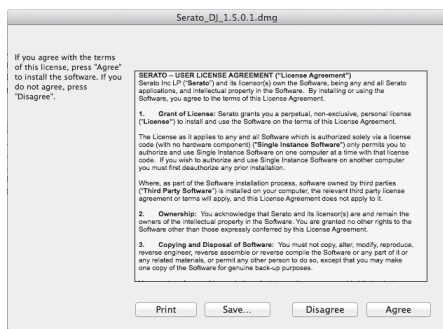 Serato_DJ_1.5.0.1.dmg
If you agree with the terms
of this license, press "Agree"
to install the software. If you
do not agree, press
"Disagree".
SERATO – USER LICENSE AGREEMENT ("License Agreement")
Serato Inc LP ("Serato") and its licensor(s) own the Software, being any and all Serato
applications, and intellectual property in the Software. By installing or using the
Software, you agree to the terms of this License Agreement.
1. Grant of License: Serato grants you a perpetual, non-exclusive, personal license
("License") to install and use the Software on the terms of this License Agreement.
The License as it applies to any and all Software which is authorized solely via a license
code (with no hardware component) ("Single Instance Software") only permits you to
authorize and use Single Instance Software on one computer at a time with that license
code. If you wish to authorize and use Single Instance Software on another computer
you must first deauthorize any prior installation.
Where, as part of the Software installation process, software owned by third parties
("Third Party Software") is installed on your computer, the relevant third party license
agreement or terms will apply, and this License Agreement does not apply to it.
2. Ownership: You acknowledge that Serato and its licensor(s) are and remain the
owners of the intellectual property in the Software. You are granted no other rights to the
Software other than those expressly conferred by this License Agreement.
3. Copying and Disposal of Software: You must not copy, alter, modify, reproduce,
reverse engineer, reverse assemble or reverse compile the Software or any part of it or
any related materials, or permit any other person to do so, except that you may make
one copy of the Software for genuine back-up purposes.
Print Save... Disagree Agree